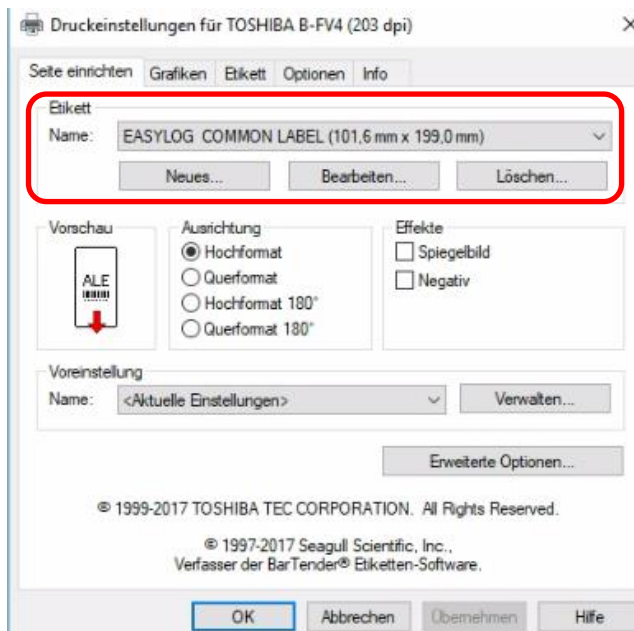 Druckeinstellungen für TOSHIBA B-FV4 (203 dpi)
Seite einrichten Grafiken Etikett Optionen Info
Etikett
Name: EASYLOG COMMON LABEL (101,6 mm x 199,0 mm)
Neues... Bearbeiten... Löschen...
Vorschau Ausrichtung Effekte
Hochformat Spiegelbild
ALE Querformat Negativ
Hochformat 180°
Querformat 180°
Voreinstellung
Name: <Aktuelle Einstellungen> Verwalten...
Erweiterte Optionen...
© 1999-2017 TOSHIBA TEC CORPORATION. All Rights Reserved.
© 1997-2017 Seagull Scientific, Inc.,
Verfasser der BarTender® Etiketten-Software.
OK Abbrechen Übernehmen Hilfe